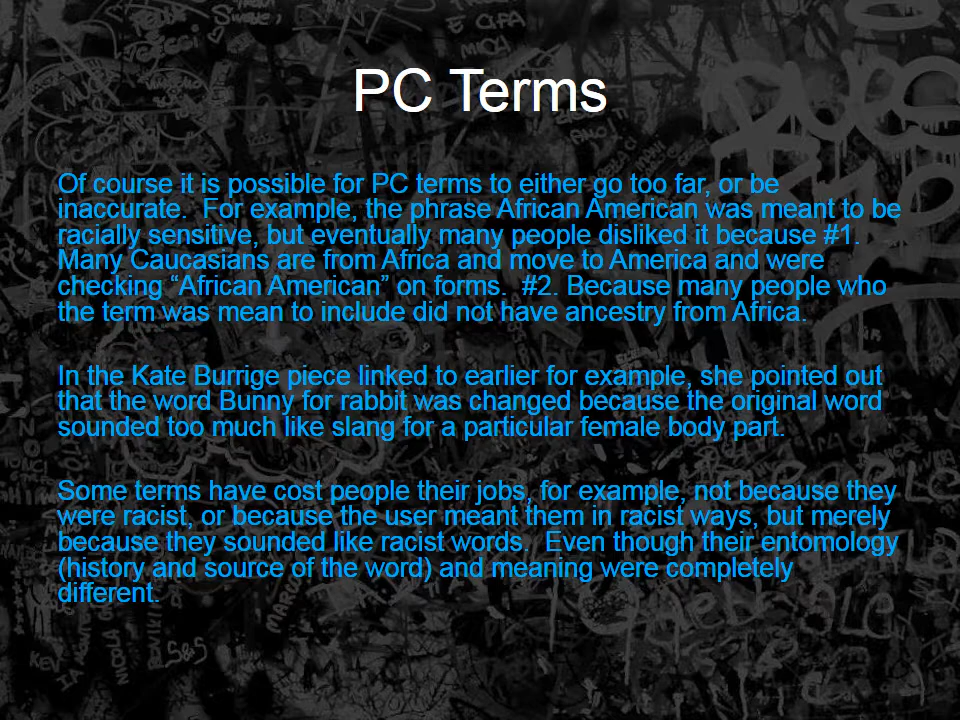 PC Terms
Of course it is possible for PC terms to either go too far, or be
inaccurate.  For example, the phrase African American was meant to be
racially sensitive, but eventually many people disliked it because #1.
Many Caucasians are from Africa and move to America and were
checking “African American” on forms.  #2. Because many people who
the term was mean to include did not have ancestry from Africa.
In the Kate Burrige piece linked to earlier for example, she pointed out
that the word Bunny for rabbit was changed because the original word
sounded too much like slang for a particular female body part.
Some terms have cost people their jobs, for example, not because they
were racist, or because the user meant them in racist ways, but merely
because they sounded like racist words.  Even though their entomology
(history and source of the word) and meaning were completely
different.
E CIFA
MICA
KEV
NICOLA
S&S